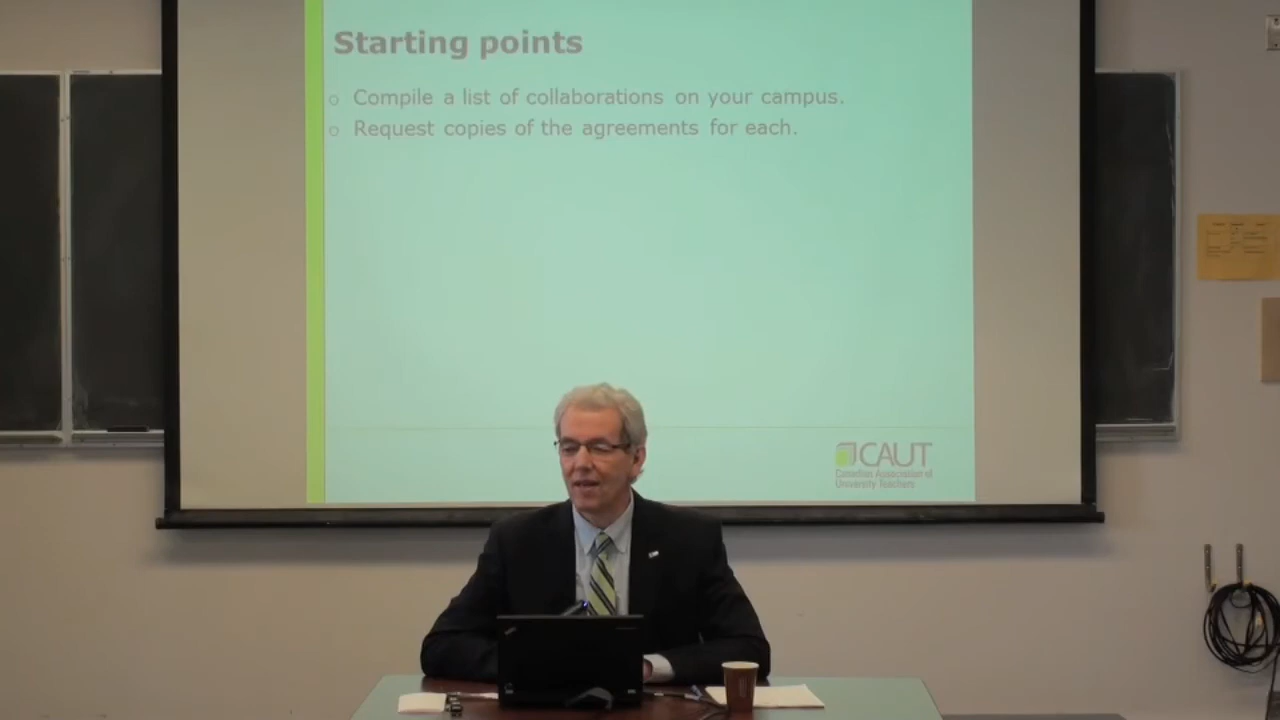 Starting points
o Compile a list of collaborations on your campus.
o Request copies of the agreements for each.
CAUT
Canadian Association of
University Teachers